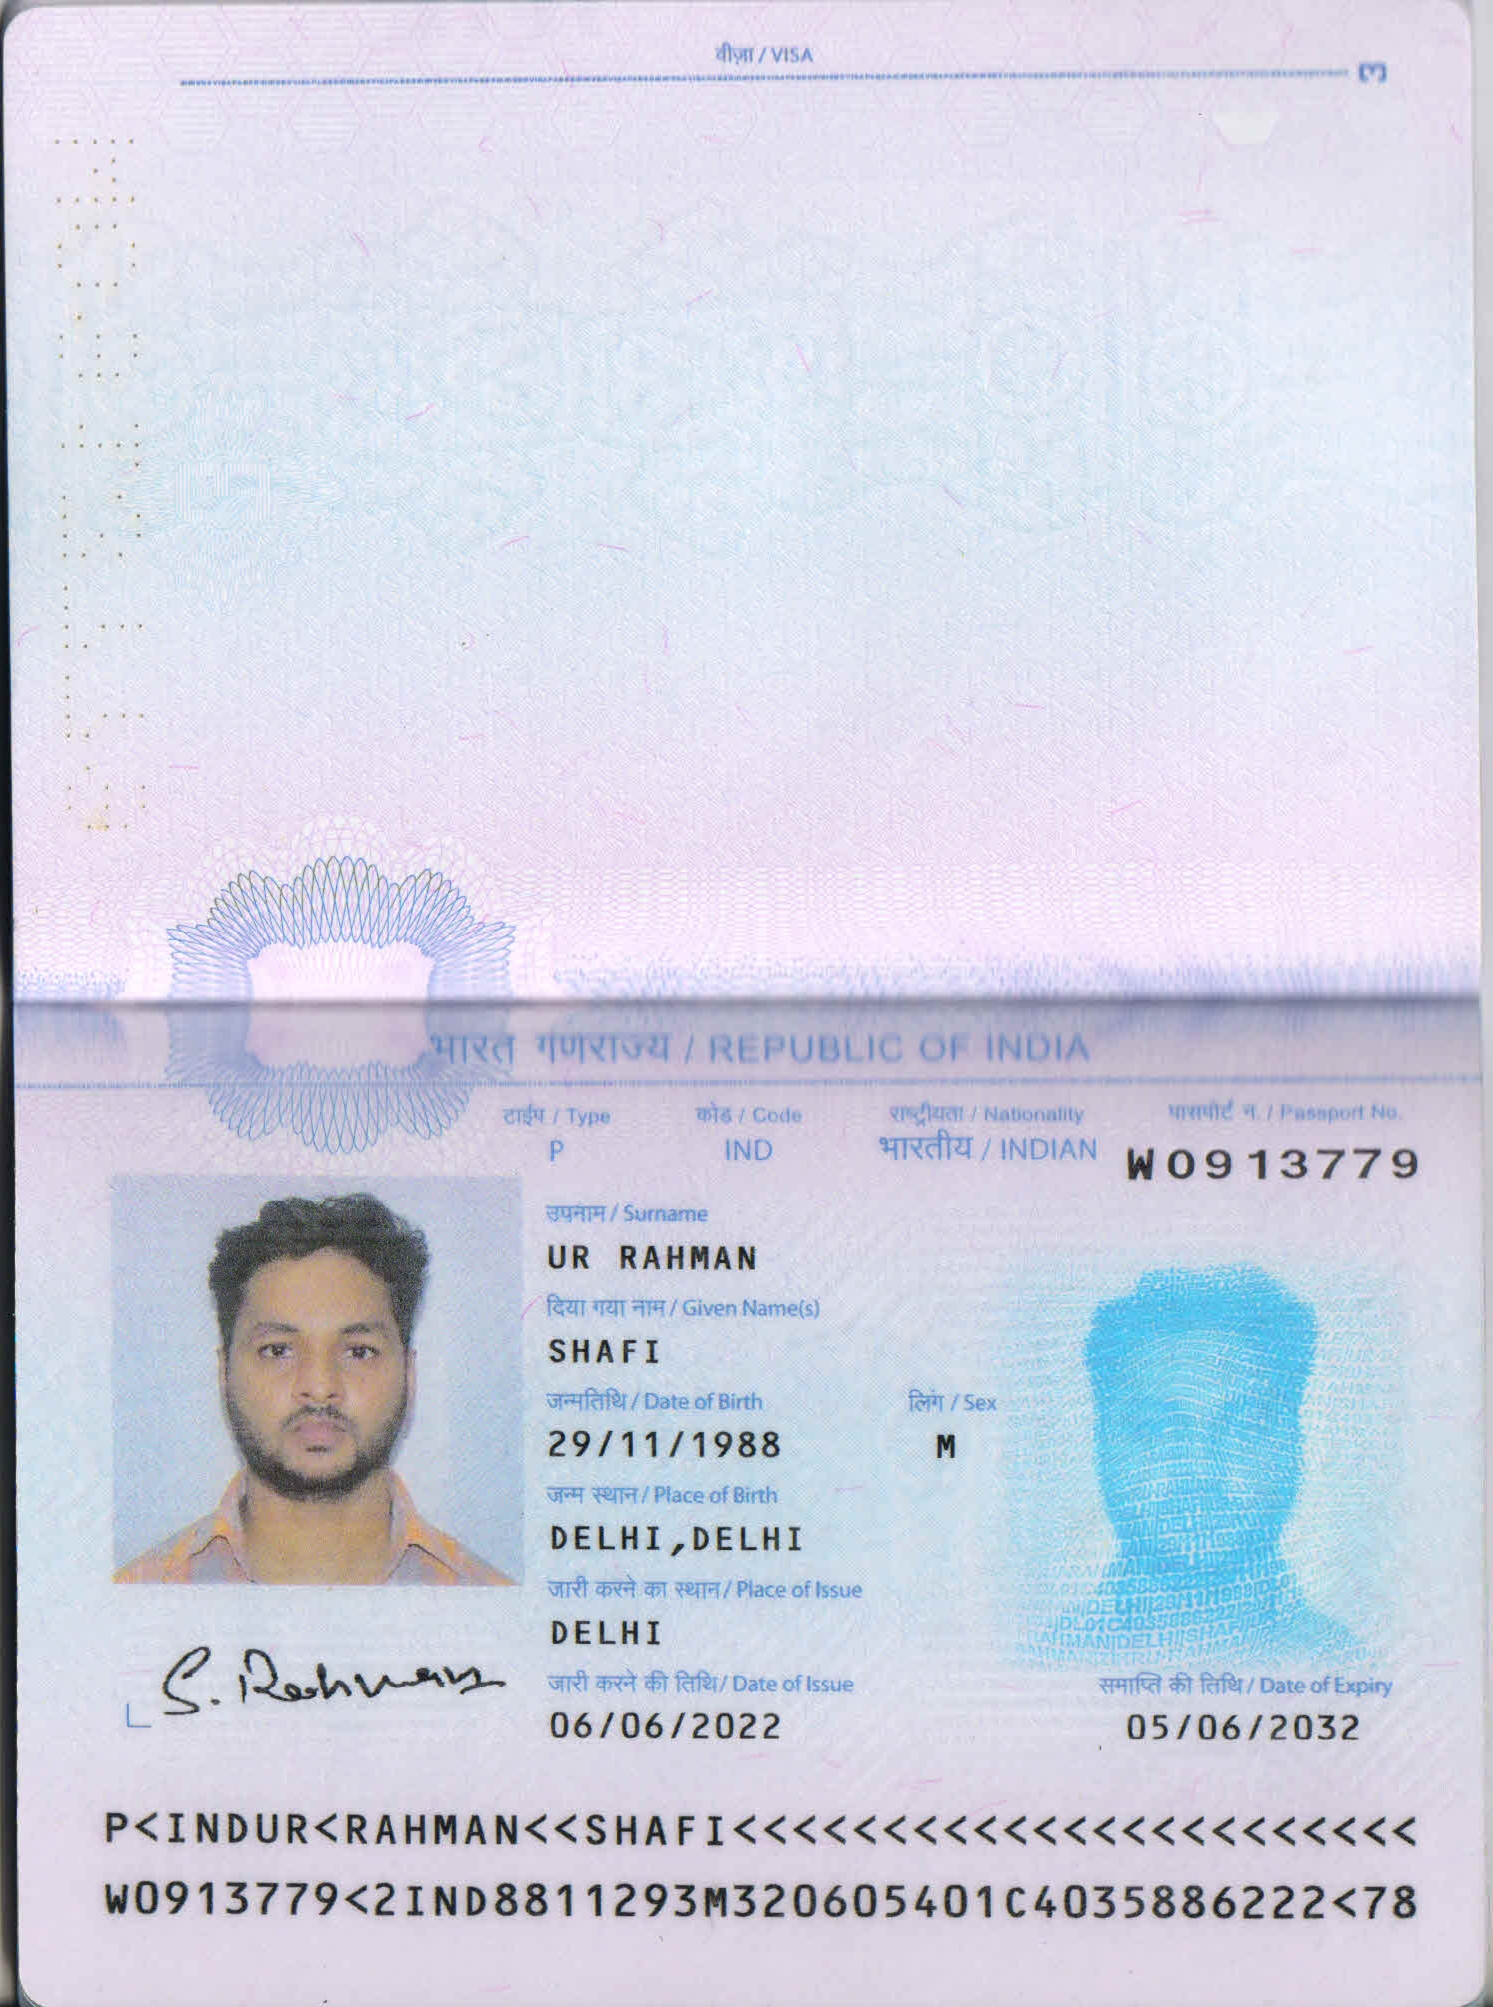 वीज़ा / VISA
3
भारत गणराज्य / REPUBLIC OF INDIA
टाईप / Type
कोड / Code
राष्ट्रीयता / Nationality
पासपोर्ट न. / Passport No.
P
IND
भारतीय / INDIAN
W0913779
उपनाम / Surname
UR RAHMAN
दिया गया नाम / Given Name(s)
SHAFI
जन्मतिथि / Date of Birth
लिंग / Sex
29/11/1988
M
जन्म स्थान / Place of Birth
DELHI,DELHI
जारी करने का स्थान / Place of Issue
DELHI
S. Rahman
जारी करने की तिथि / Date of Issue
समाप्ति की तिथि / Date of Expiry
06/06/2022
05/06/2032
P<INDUR<RAHMAN<<SHAFI<<<<<<<<<<<<<<<<<<<<<<<
W0913779<2IND8811293M320605401C4035886222<78